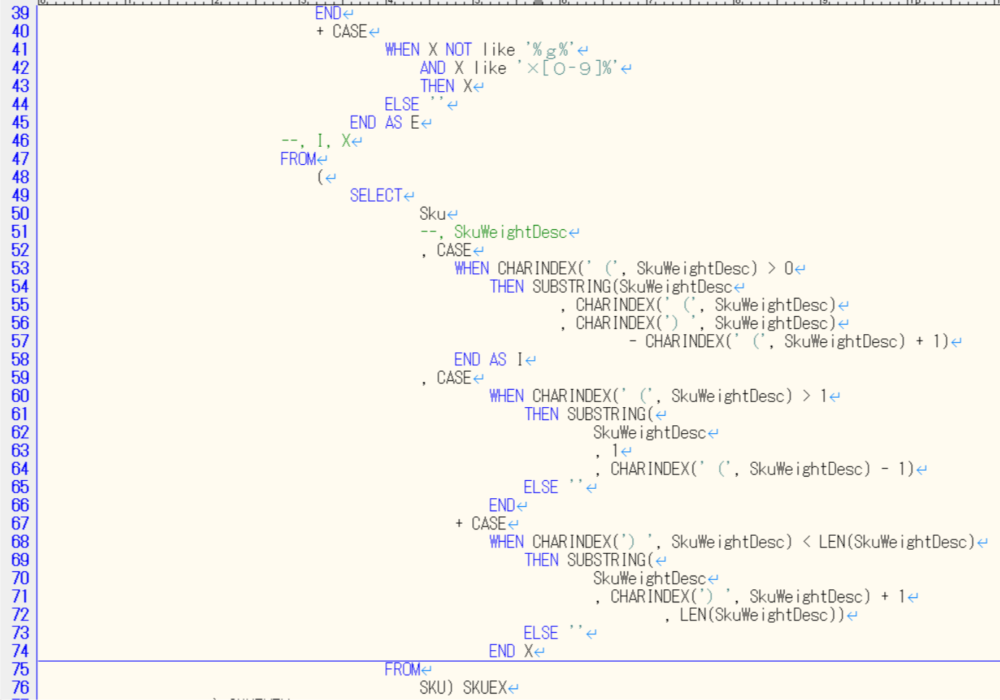 39 END
40 + CASE
41 WHEN X NOT like '%ｇ%'
42 AND X like '×[０-９]%'
43 THEN X
44 ELSE ''
45 END AS E
46 --, I, X
47 FROM
48 (
49 SELECT
50 Sku
51 --, SkuWeightDesc
52 , CASE
53 WHEN CHARINDEX('（', SkuWeightDesc) > 0
54 THEN SUBSTRING(SkuWeightDesc
55 , CHARINDEX('（', SkuWeightDesc)
56 , CHARINDEX('）', SkuWeightDesc)
57 - CHARINDEX('（', SkuWeightDesc) + 1)
58 END AS I
59 , CASE
60 WHEN CHARINDEX('（', SkuWeightDesc) > 1
61 THEN SUBSTRING(
62 SkuWeightDesc
63 , 1
64 , CHARINDEX('（', SkuWeightDesc) - 1)
65 ELSE ''
66 END
67 + CASE
68 WHEN CHARINDEX('）', SkuWeightDesc) < LEN(SkuWeightDesc)
69 THEN SUBSTRING(
70 SkuWeightDesc
71 , CHARINDEX('）', SkuWeightDesc) + 1
72 , LEN(SkuWeightDesc))
73 ELSE ''
74 END X
75 FROM
76 SKU) SKUEX